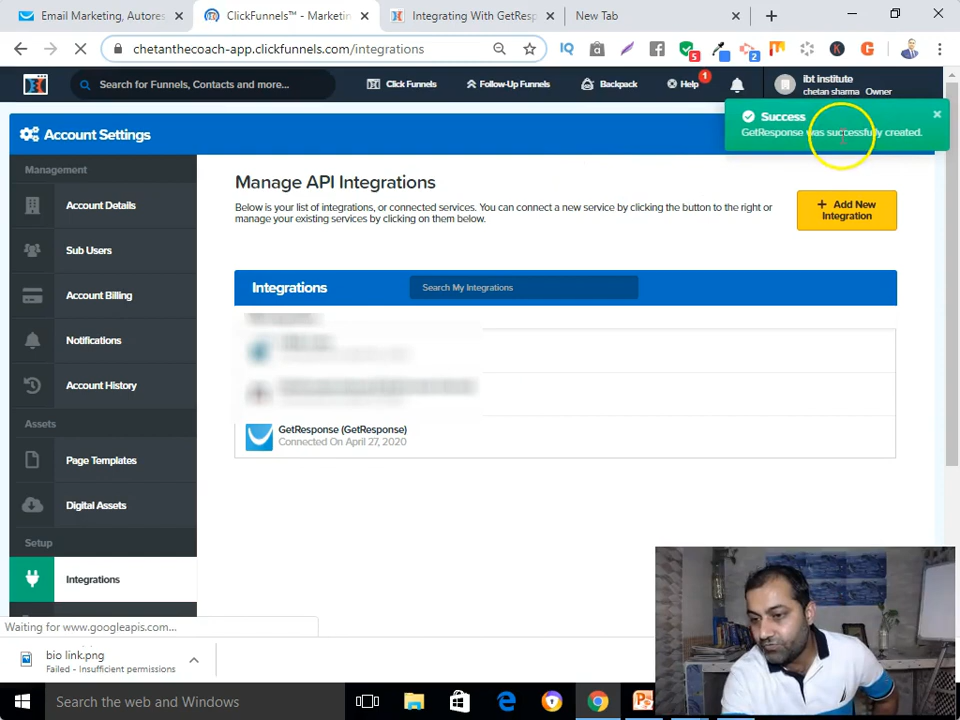 Email Marketing, Autores
ClickFunnels™ - Marketin
Integrating With GetResp
New Tab
chetanthecoach-app.clickfunnels.com/integrations
Search for Funnels, Contacts and more...
Click Funnels
Follow-Up Funnels
Backpack
Help
1
ibt institute
chetan sharma Owner
Account Settings
Success
GetResponse was successfully created.
Management
Account Details
Sub Users
Account Billing
Notifications
Account History
Assets
Page Templates
Digital Assets
Setup
Integrations
Manage API Integrations
Below is your list of integrations, or connected services. You can connect a new service by clicking the button to the right or
manage your existing services by clicking on them below.
+ Add New
Integration
Integrations
Search My Integrations
GetResponse (GetResponse)
Connected On April 27, 2020
Waiting for www.googleapis.com...
bio link.png
Failed - Insufficient permissions
Search the web and Windows